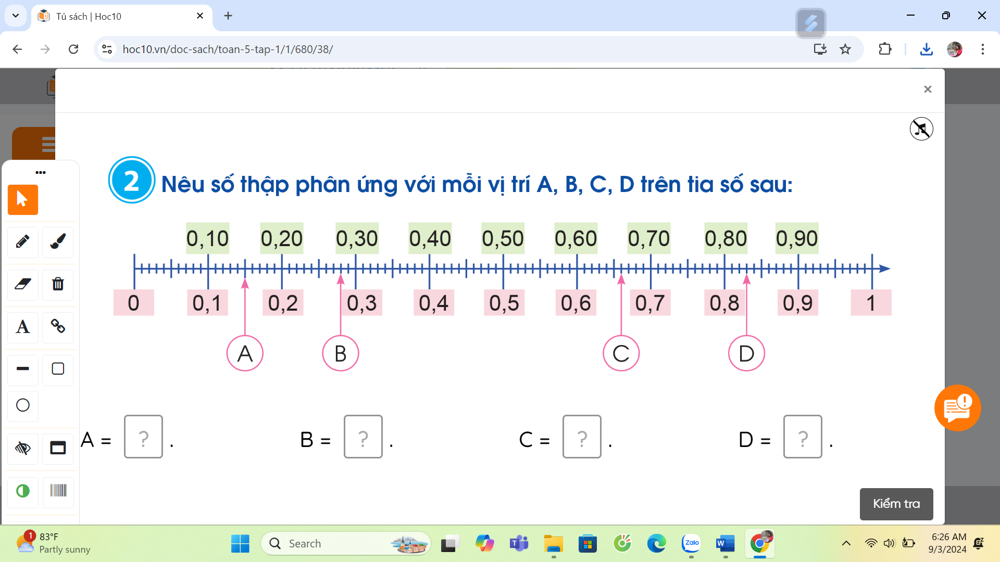 Tủ sách | Hoc10
hoc10.vn/doc-sach/toan-5-tap-1/1/680/38/
2 Nêu số thập phân ứng với mỗi vị trí A, B, C, D trên tia số sau:
0,10 0,20 0,30 0,40 0,50 0,60 0,70 0,80 0,90
0 0,1 0,2 0,3 0,4 0,5 0,6 0,7 0,8 0,9 1
A B C D
A = ? . B = ? . C = ? . D = ? .
Kiểm tra
A
1
83°F
Partly sunny
Search
Zalo
6:26 AM
9/3/2024